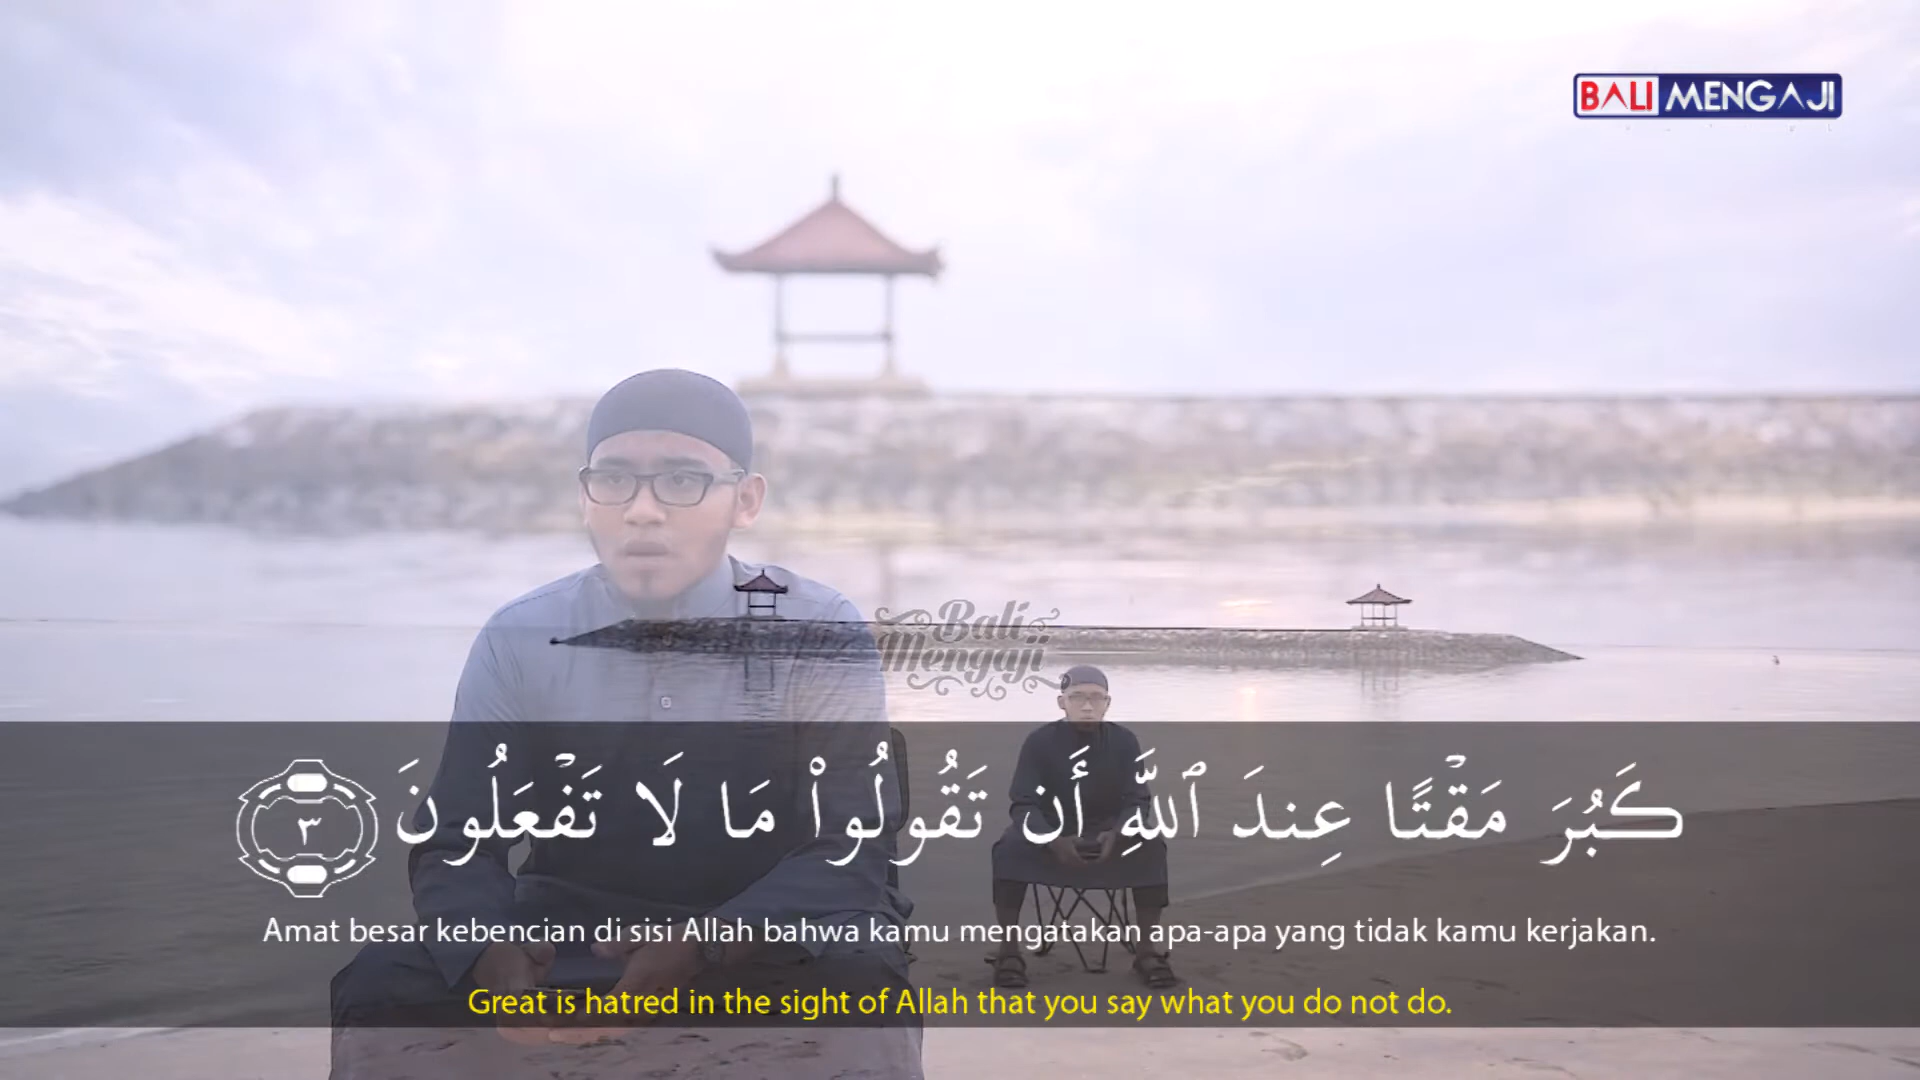 BALI MENGAJI
Bali
Mengaji
كَبُرَ مَقْتًا عِندَ ٱللَّهِ أَن تَقُولُوا۟ مَا لَا تَفْعَلُونَ ٣
Amat besar kebencian di sisi Allah bahwa kamu mengatakan apa-apa yang tidak kamu kerjakan.
Great is hatred in the sight of Allah that you say what you do not do.